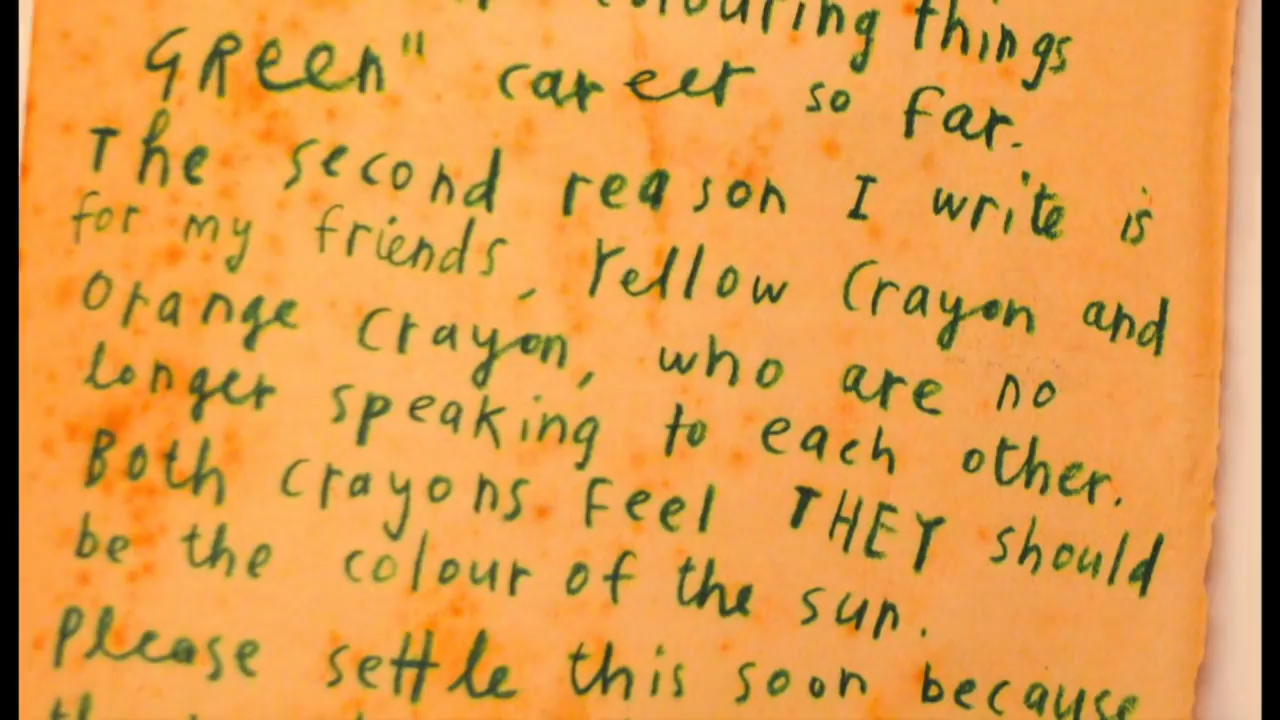 colouring things
GReen" career so far.
The second reason I write is
for my friends, Yellow Crayon and
Orange Crayon, who are no
longer speaking to each other.
Both crayons feel THEY should
be the colour of the sun.
Please settle this soon because